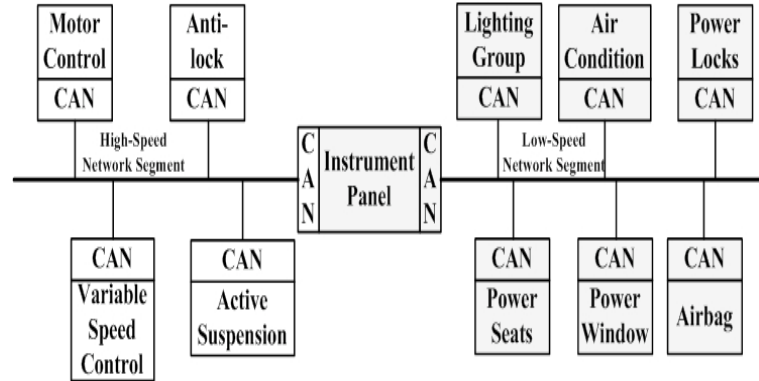 Motor
Control
CAN
Anti-
lock
CAN
Lighting
Group
CAN
Air
Condition
CAN
Power
Locks
CAN
High-Speed
Network Segment
C
A
N
Instrument
Panel
C
A
N
Low-Speed
Network Segment
CAN
Variable
Speed
Control
CAN
Active
Suspension
CAN
Power
Seats
CAN
Power
Window
CAN
Airbag